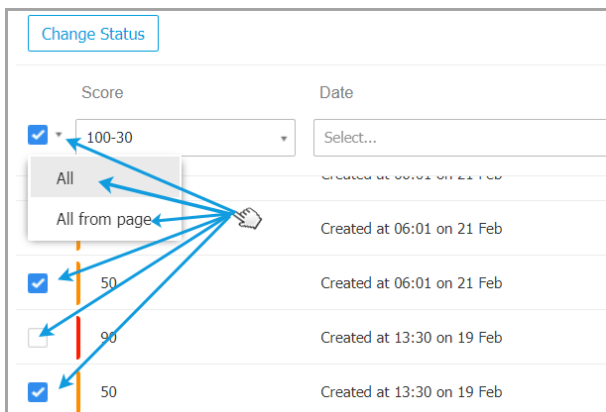 Change Status
Score Date
100-30 Select...
All
All from page
Created at 06:01 on 21 Feb
50 Created at 06:01 on 21 Feb
90 Created at 13:30 on 19 Feb
50 Created at 13:30 on 19 Feb